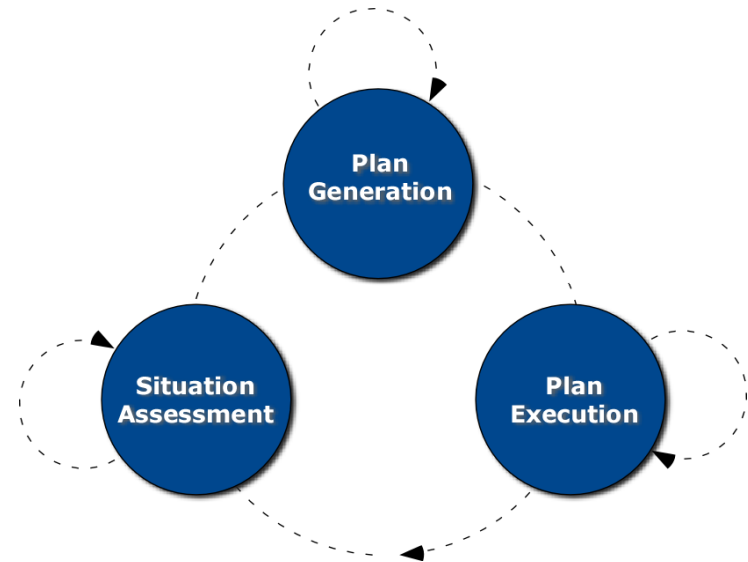 Plan
Generation
Situation
Assessment
Plan
Execution